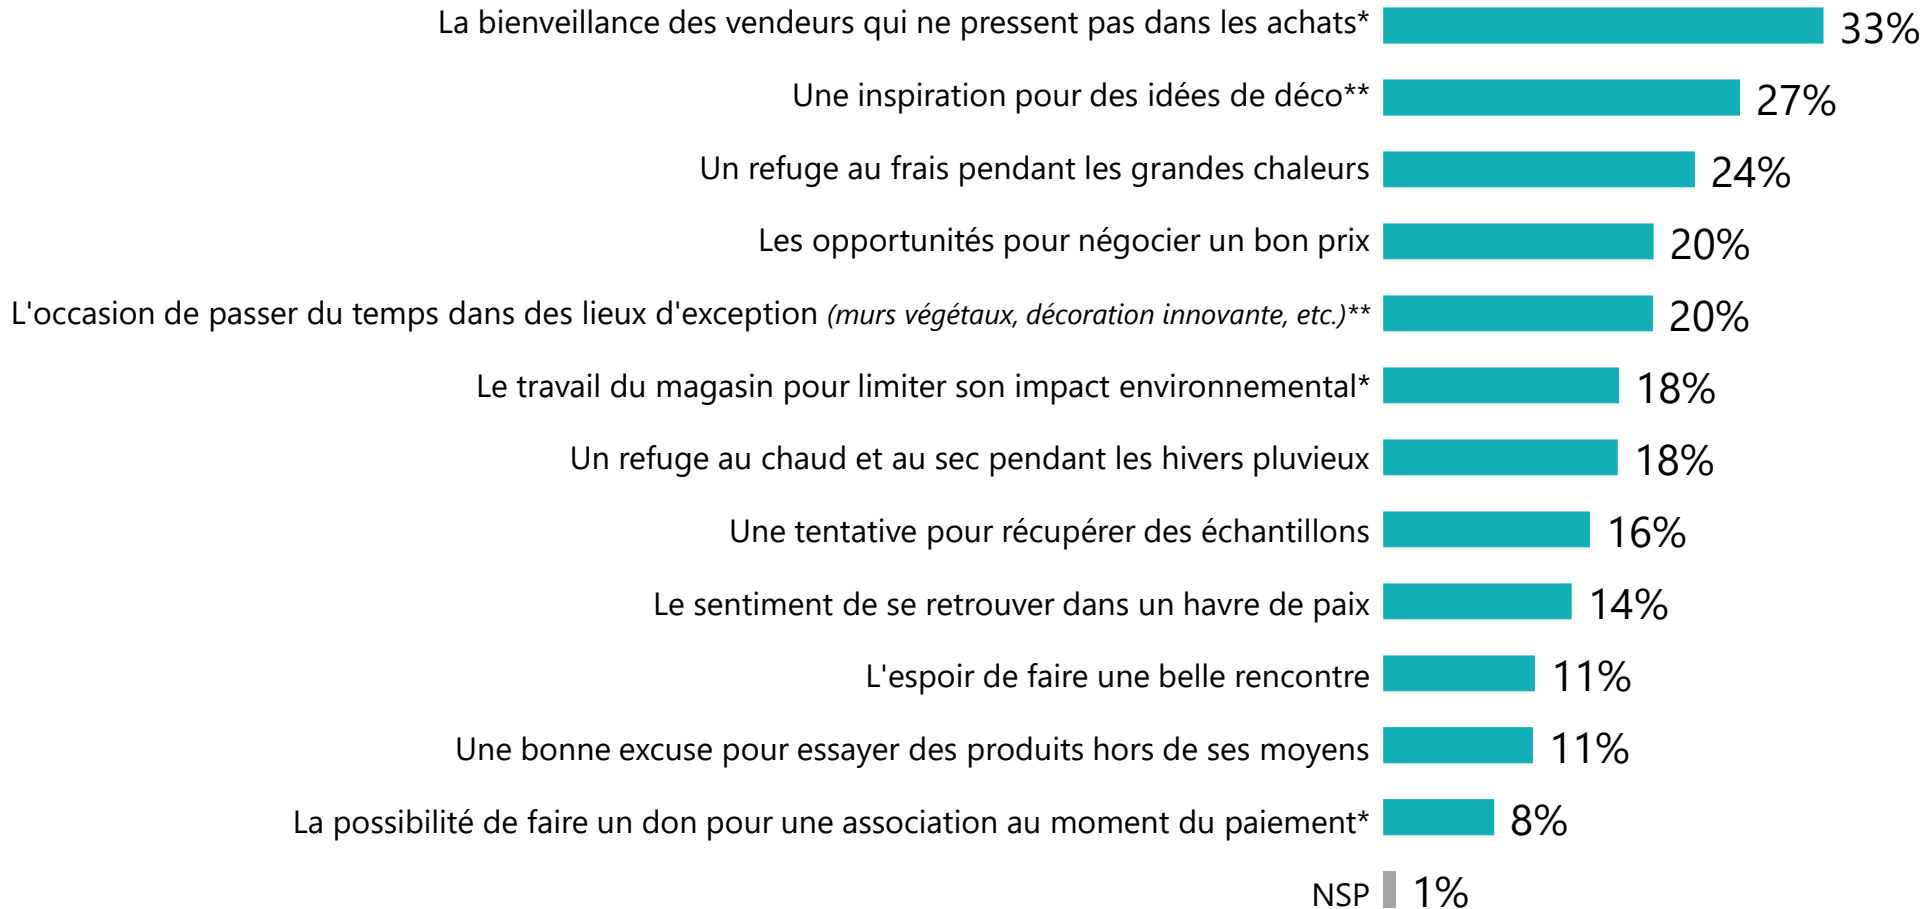 La bienveillance des vendeurs qui ne pressent pas dans les achats* 33%
Une inspiration pour des idées de déco** 27%
Un refuge au frais pendant les grandes chaleurs 24%
Les opportunités pour négocier un bon prix 20%
L'occasion de passer du temps dans des lieux d'exception (murs végétaux, décoration innovante, etc.)** 20%
Le travail du magasin pour limiter son impact environnemental* 18%
Un refuge au chaud et au sec pendant les hivers pluvieux 18%
Une tentative pour récupérer des échantillons 16%
Le sentiment de se retrouver dans un havre de paix 14%
L'espoir de faire une belle rencontre 11%
Une bonne excuse pour essayer des produits hors de ses moyens 11%
La possibilité de faire un don pour une association au moment du paiement* 8%
NSP 1%